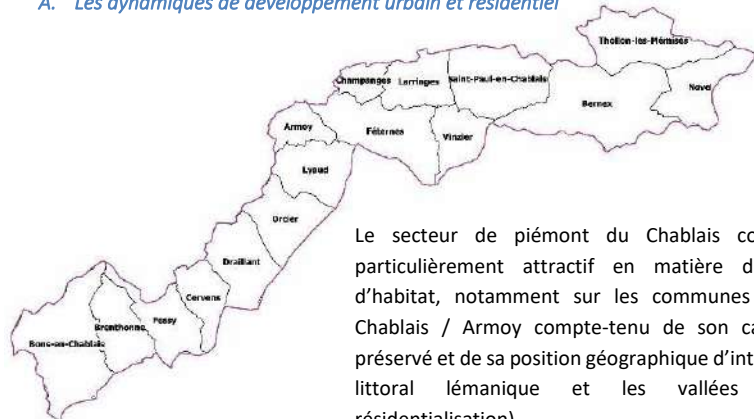 A. Les dynamiques de développement urbain et résidentiel
Thollon-les-Mémises
Champanges Larringes Saint-Paul-en-Chablais
Novel
Bernex
Armoy
Féternes
Vinzier
Lyaud
Orcier
Draillant
Cervens
Fessy
Brenthonne
Bons-en-Chablais
Le secteur de piémont du Chablais co
particulièrement attractif en matière d
d'habitat, notamment sur les communes
Chablais / Armoy compte-tenu de son ca
préservé et de sa position géographique d'int
littoral lémanique et les vallées
résidentialisation)